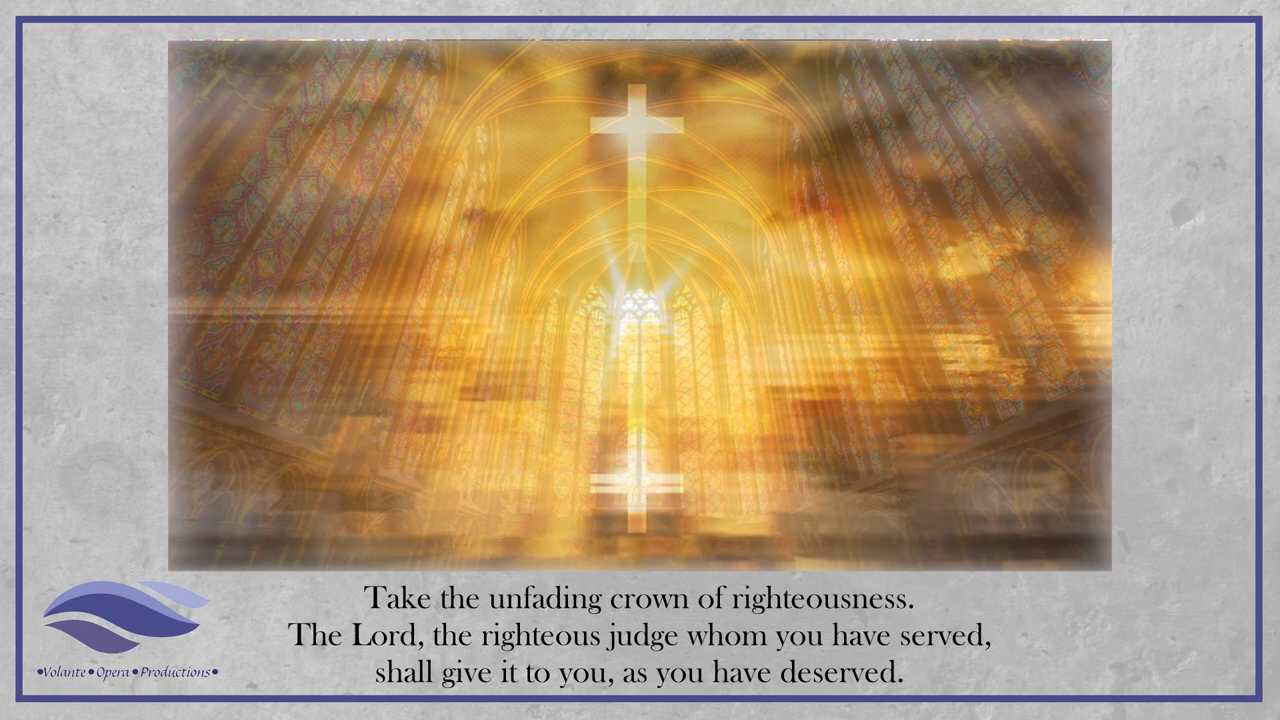 Take the unfading crown of righteousness.
The Lord, the righteous judge whom you have served,
shall give it to you, as you have deserved.
•Volante•Opera•Productions•